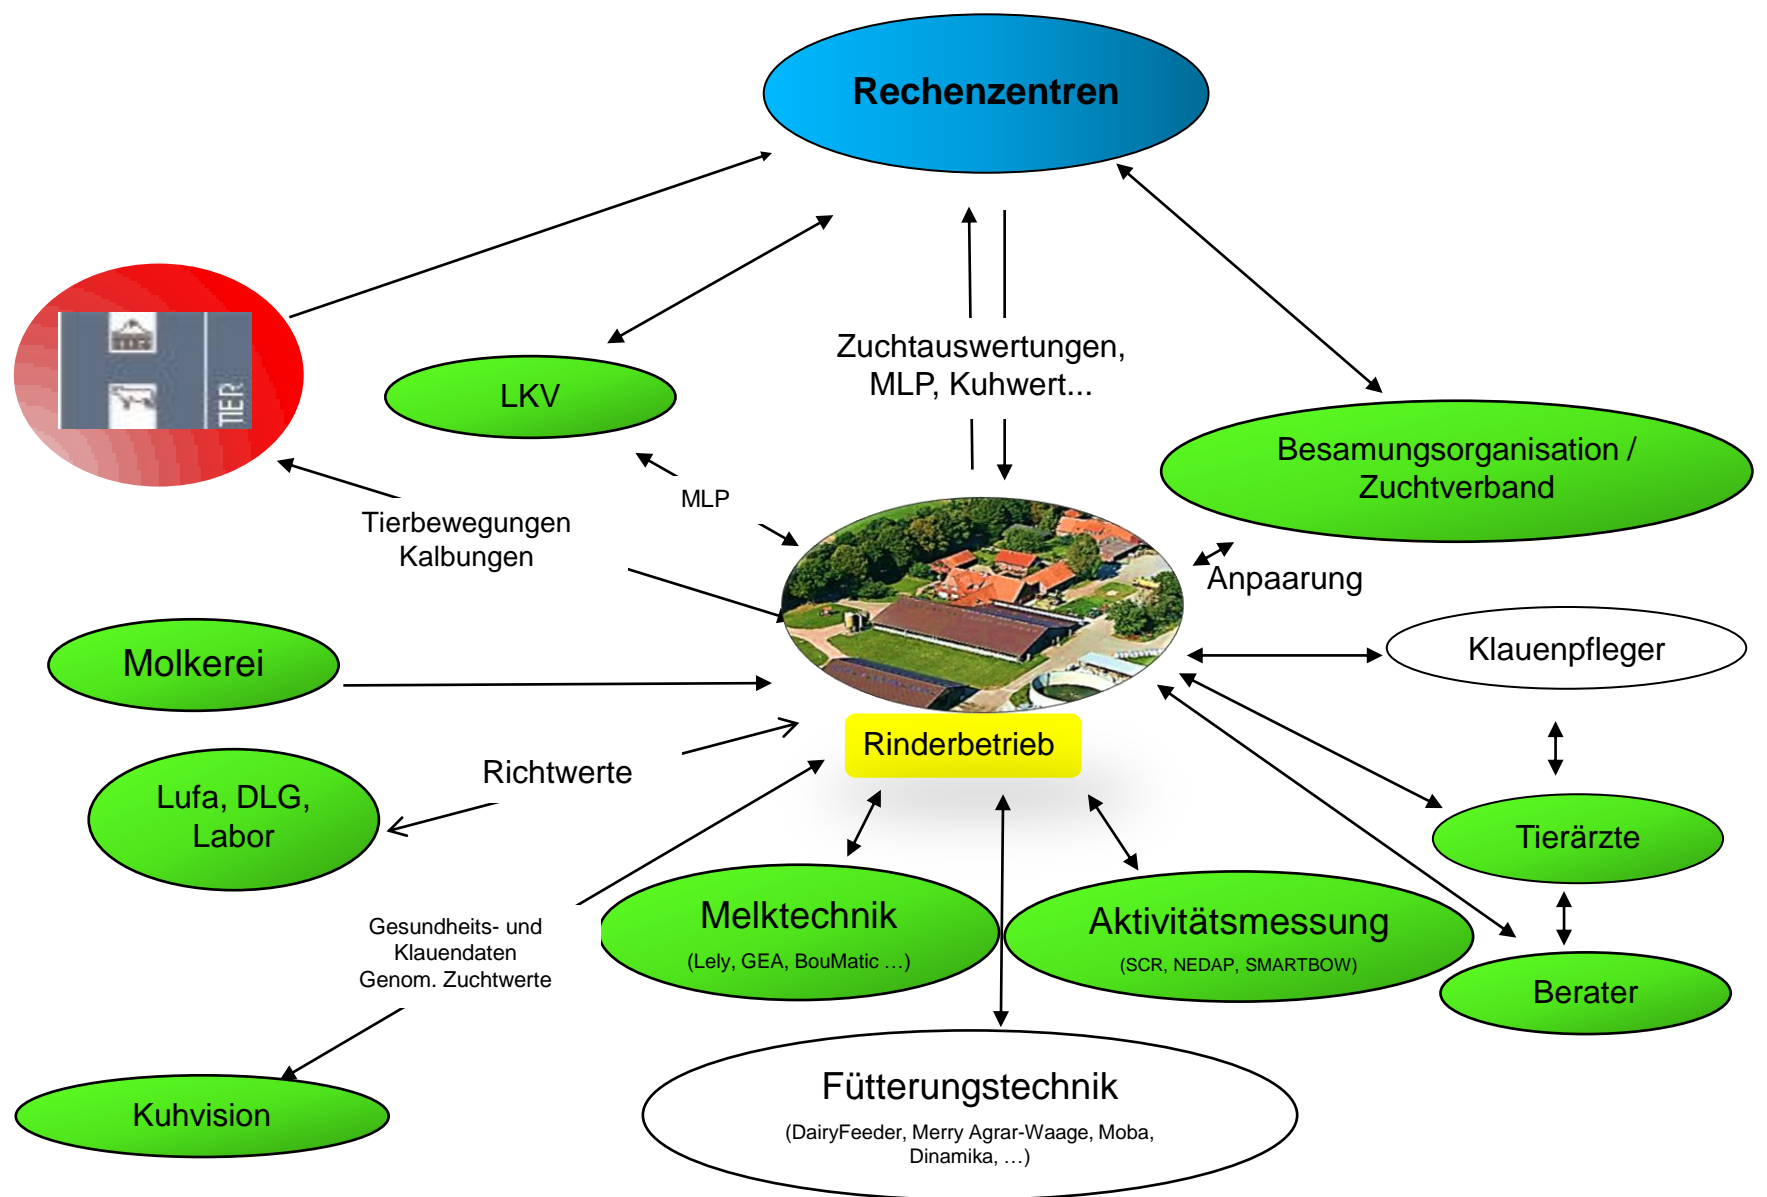 Rechenzentren
TIER
LKV
Zuchtauswertungen,
MLP, Kuhwert...
Besamungsorganisation /
Zuchtverband
MLP
Tierbewegungen
Kalbungen
Anpaarung
Molkerei
Klauenpfleger
Rinderbetrieb
Richtwerte
Lufa, DLG,
Labor
Tierärzte
Melktechnik
(Lely, GEA, BouMatic ...)
Aktivitätsmessung
(SCR, NEDAP, SMARTBOW)
Gesundheits- und
Klauendaten
Genom. Zuchtwerte
Berater
Fütterungstechnik
(DairyFeeder, Merry Agrar-Waage, Moba,
Dinamika, ...)
Kuhvision